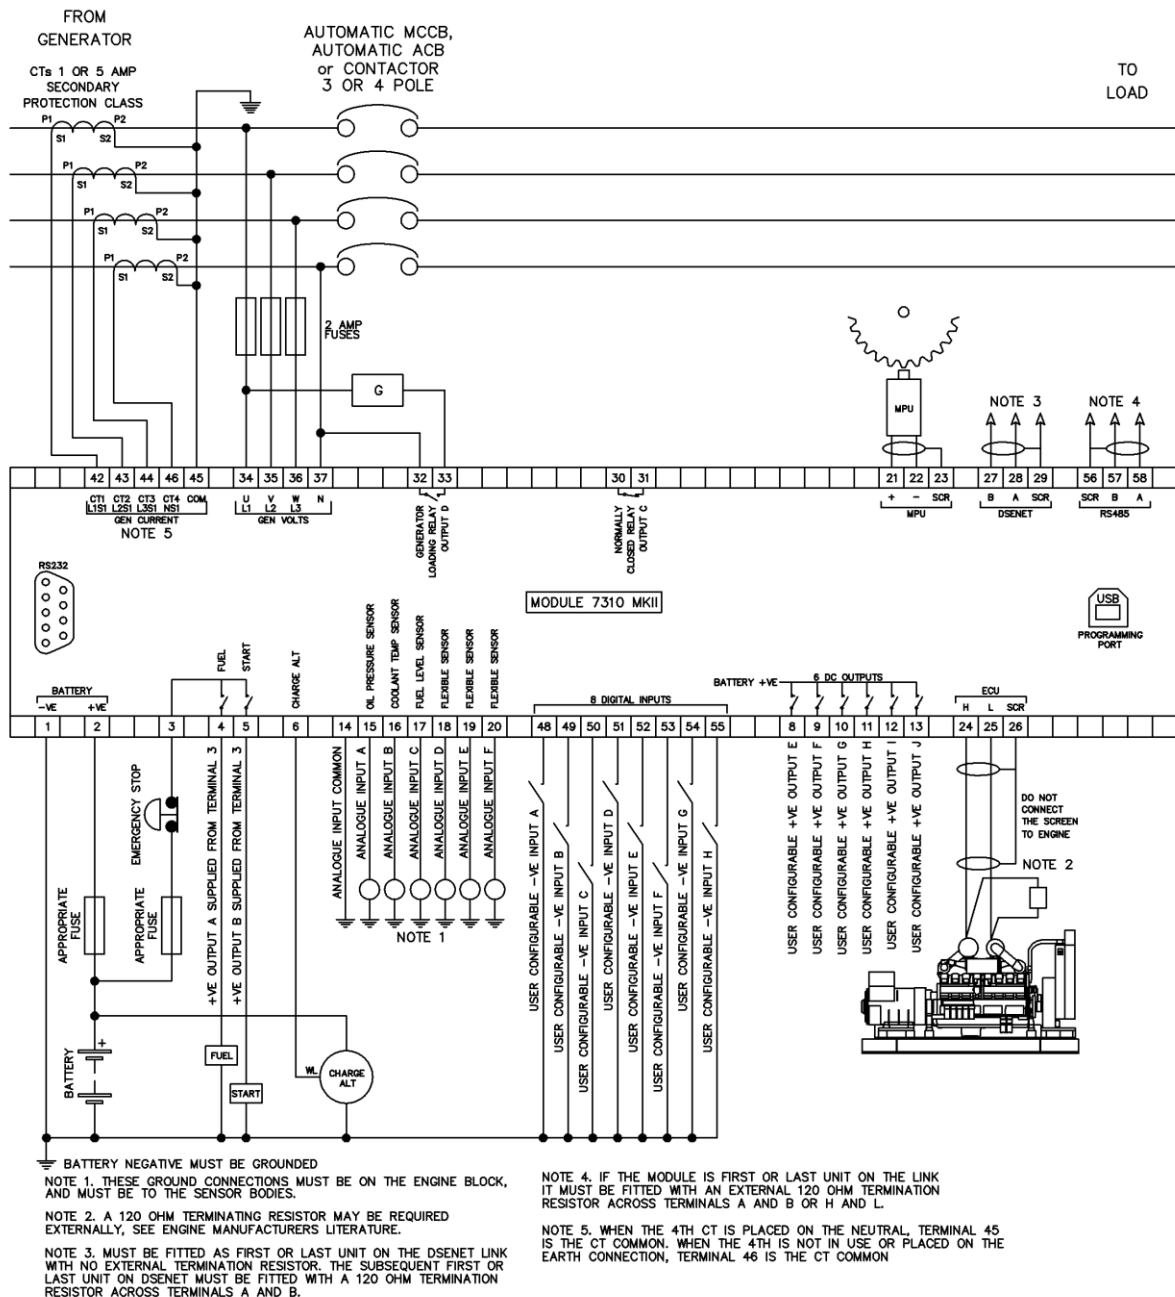 FROM
GENERATOR
CTs 1 OR 5 AMP
SECONDARY
PROTECTION CLASS
AUTOMATIC MCCB,
AUTOMATIC ACB
or CONTACTOR
3 OR 4 POLE
TO
LOAD
P1 P2
S1 S2
P1 P2
S1 S2
P1 P2
S1 S2
P1 P2
S1 S2
2 AMP
FUSES
G
MPU
NOTE 3
NOTE 4
42 43 44 46 45 34 35 36 37 32 33 30 31 21 22 23 27 28 29 56 57 58
CT1 CT2 CT3 CT4 COM
L1S1 L2S1 L3S1 NS1
GEN CURRENT
NOTE 5
U V W N
L1 L2 L3
GEN VOLTS
GENERATOR
LOADING RELAY
OUTPUT D
NORMALLY
CLOSED RELAY
OUTPUT C
+ - SCR
MPU
B A SCR
DSENET
SCR B A
RS485
RS232
MODULE 7310 MKII
USB
PROGRAMMING
PORT
BATTERY
-VE +VE
FUEL
START
CHARGE ALT
OIL PRESSURE SENSOR
COOLANT TEMP SENSOR
FUEL LEVEL SENSOR
FLEXIBLE SENSOR
FLEXIBLE SENSOR
FLEXIBLE SENSOR
8 DIGITAL INPUTS
BATTERY +VE
6 DC OUTPUTS
ECU
H L SCR
1 2 3 4 5 6 14 15 16 17 18 19 20 48 49 50 51 52 53 54 55 8 9 10 11 12 13 24 25 26
EMERGENCY STOP
APPROPRIATE
FUSE
APPROPRIATE
FUSE
+VE OUTPUT A SUPPLIED FROM TERMINAL 3
+VE OUTPUT B SUPPLIED FROM TERMINAL 3
ANALOGUE INPUT COMMON
ANALOGUE INPUT A
ANALOGUE INPUT B
ANALOGUE INPUT C
ANALOGUE INPUT D
ANALOGUE INPUT E
ANALOGUE INPUT F
NOTE 1
USER CONFIGURABLE -VE INPUT A
USER CONFIGURABLE -VE INPUT B
USER CONFIGURABLE -VE INPUT C
USER CONFIGURABLE -VE INPUT D
USER CONFIGURABLE -VE INPUT E
USER CONFIGURABLE -VE INPUT F
USER CONFIGURABLE -VE INPUT G
USER CONFIGURABLE -VE INPUT H
USER CONFIGURABLE +VE OUTPUT E
USER CONFIGURABLE +VE OUTPUT F
USER CONFIGURABLE +VE OUTPUT G
USER CONFIGURABLE +VE OUTPUT H
USER CONFIGURABLE +VE OUTPUT I
USER CONFIGURABLE +VE OUTPUT J
DO NOT
CONNECT
THE SCREEN
TO ENGINE
NOTE 2
+
BATTERY
FUEL
START
WL
CHARGE
ALT
BATTERY NEGATIVE MUST BE GROUNDED
NOTE 1. THESE GROUND CONNECTIONS MUST BE ON THE ENGINE BLOCK,
AND MUST BE TO THE SENSOR BODIES.
NOTE 2. A 120 OHM TERMINATING RESISTOR MAY BE REQUIRED
EXTERNALLY, SEE ENGINE MANUFACTURERS LITERATURE.
NOTE 3. MUST BE FITTED AS FIRST OR LAST UNIT ON THE DSENET LINK
WITH NO EXTERNAL TERMINATION RESISTOR. THE SUBSEQUENT FIRST OR
LAST UNIT ON DSENET MUST BE FITTED WITH A 120 OHM TERMINATION
RESISTOR ACROSS TERMINALS A AND B.
NOTE 4. IF THE MODULE IS FIRST OR LAST UNIT ON THE LINK
IT MUST BE FITTED WITH AN EXTERNAL 120 OHM TERMINATION
RESISTOR ACROSS TERMINALS A AND B OR H AND L.
NOTE 5. WHEN THE 4TH CT IS PLACED ON THE NEUTRAL, TERMINAL 45
IS THE CT COMMON. WHEN THE 4TH IS NOT IN USE OR PLACED ON THE
EARTH CONNECTION, TERMINAL 46 IS THE CT COMMON